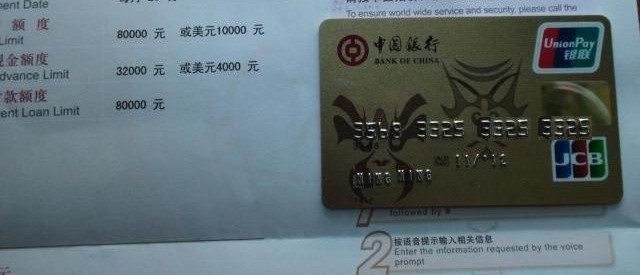 ent Date
额度
80000 元 或美元10000 元
Limit
现金额度
32000 元 或美元4000 元
Advance Limit
款额度
80000 元
ent Loan Limit
To ensure world wide service and security, please call the
中国银行
BANK OF CHINA
UnionPay
银联
3568 3325 3325 3325
11/12
NING NING
JCB
followed by a
2
按语音提示输入相关信息
Enter the information requested by the voice
prompt